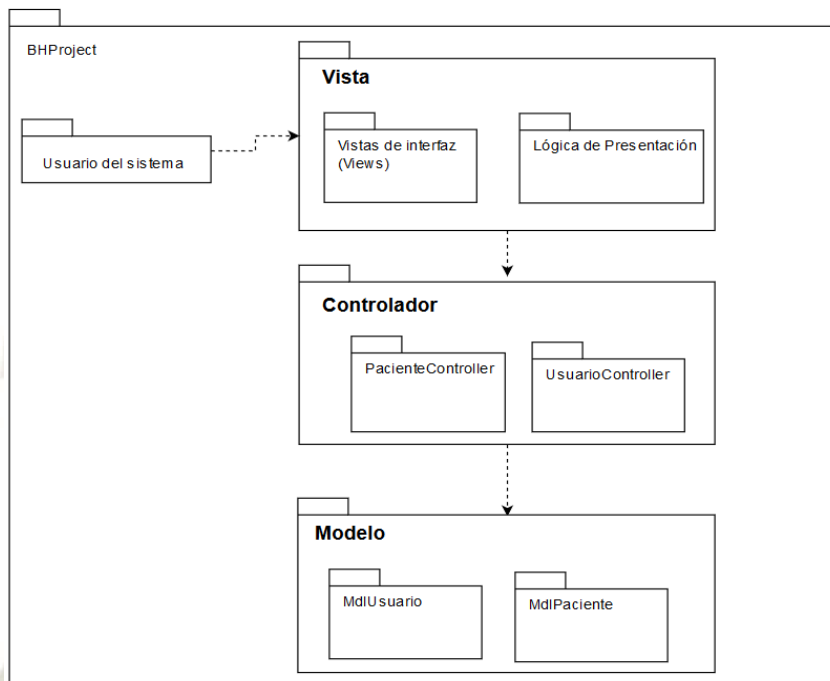 BHProject
Vista
Usuario del sistema
Vistas de interfaz
(Views)
Lógica de Presentación
Controlador
PacienteController
UsuarioController
Modelo
MdlUsuario
MdlPaciente